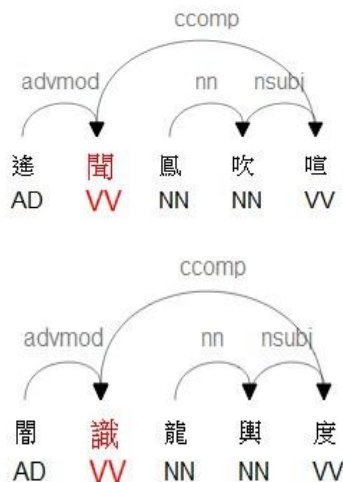 ccomp
advmod nn nsubj
遙 聞 鳳 吹 喧
AD VV NN NN VV
ccomp
advmod nn nsubj
闇 識 龍 輿 度
AD VV NN NN VV